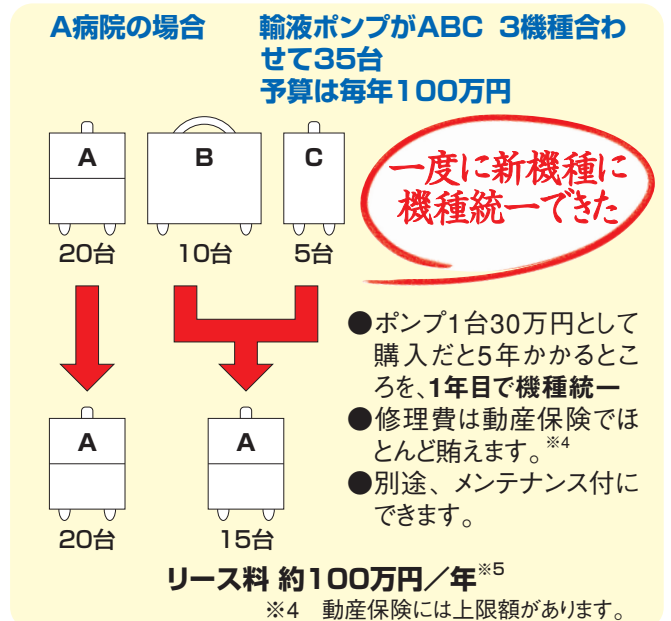 A病院の場合 輸液ポンプがABC 3機種合わ
せて35台
予算は毎年100万円
A B C
20台 10台 5台
一度に新機種に
機種統一できた
●ポンプ1台30万円として
購入だと5年かかるとこ
ろを、1年目で機種統一
●修理費は動産保険でほ
とんど賄えます。※4
●別途、メンテナンス付に
できます。
A A
20台 15台
リース料 約100万円／年※5
※4 動産保険には上限額があります。